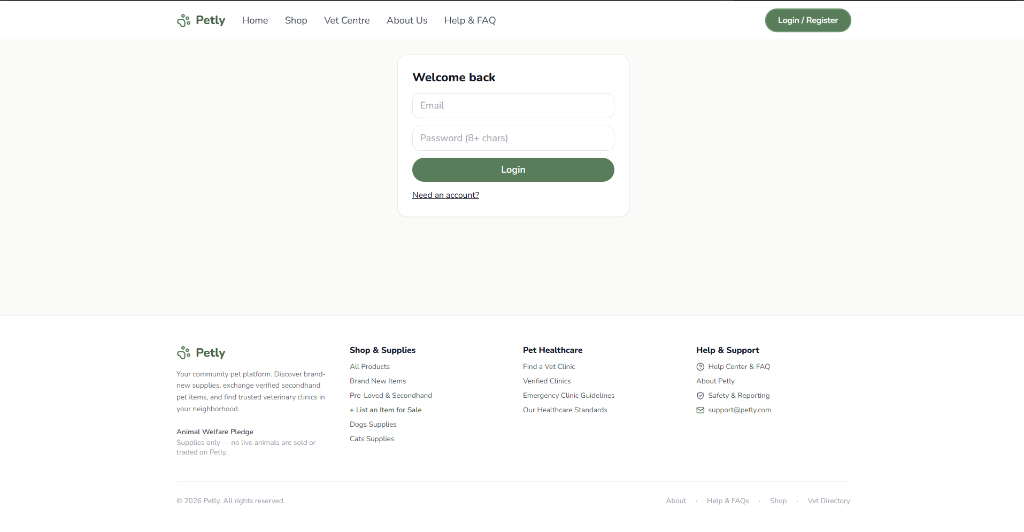 Petly Home Shop Vet Centre About Us Help & FAQ Login / Register
Welcome back
Email
Password (8+ chars)
Login
Need an account?
Petly
Your community pet platform. Discover brand-
new supplies, exchange verified secondhand
pet items, and find trusted veterinary clinics in
your neighborhood.
Animal Welfare Pledge
Supplies only — no live animals are sold or
traded on Petly.
Shop & Supplies
All Products
Brand New Items
Pre-Loved & Secondhand
+ List an Item for Sale
Dogs Supplies
Cats Supplies
Pet Healthcare
Find a Vet Clinic
Verified Clinics
Emergency Clinic Guidelines
Our Healthcare Standards
Help & Support
Help Center & FAQ
About Petly
Safety & Reporting
support@petly.com
© 2026 Petly. All rights reserved.
About · Help & FAQs · Shop · Vet Directory